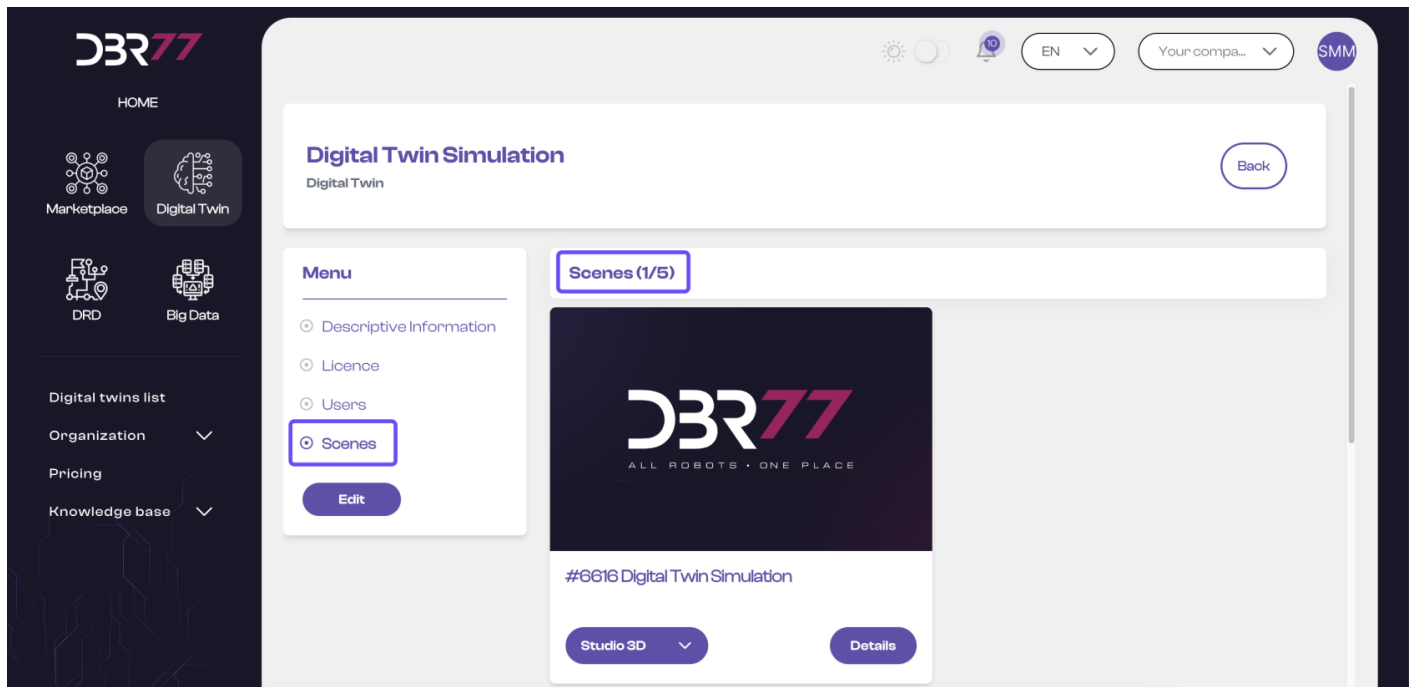 DBR77
HOME
Marketplace
Digital Twin
DRD
Big Data
Digital twins list
Organization
Pricing
Knowledge base
10
EN
Your compa...
SMM
Digital Twin Simulation
Digital Twin
Back
Menu
Descriptive Information
Licence
Users
Scenes
Edit
Scenes (1/5)
DBR77
ALL ROBOTS • ONE PLACE
#6616 Digital Twin Simulation
Studio 3D
Details